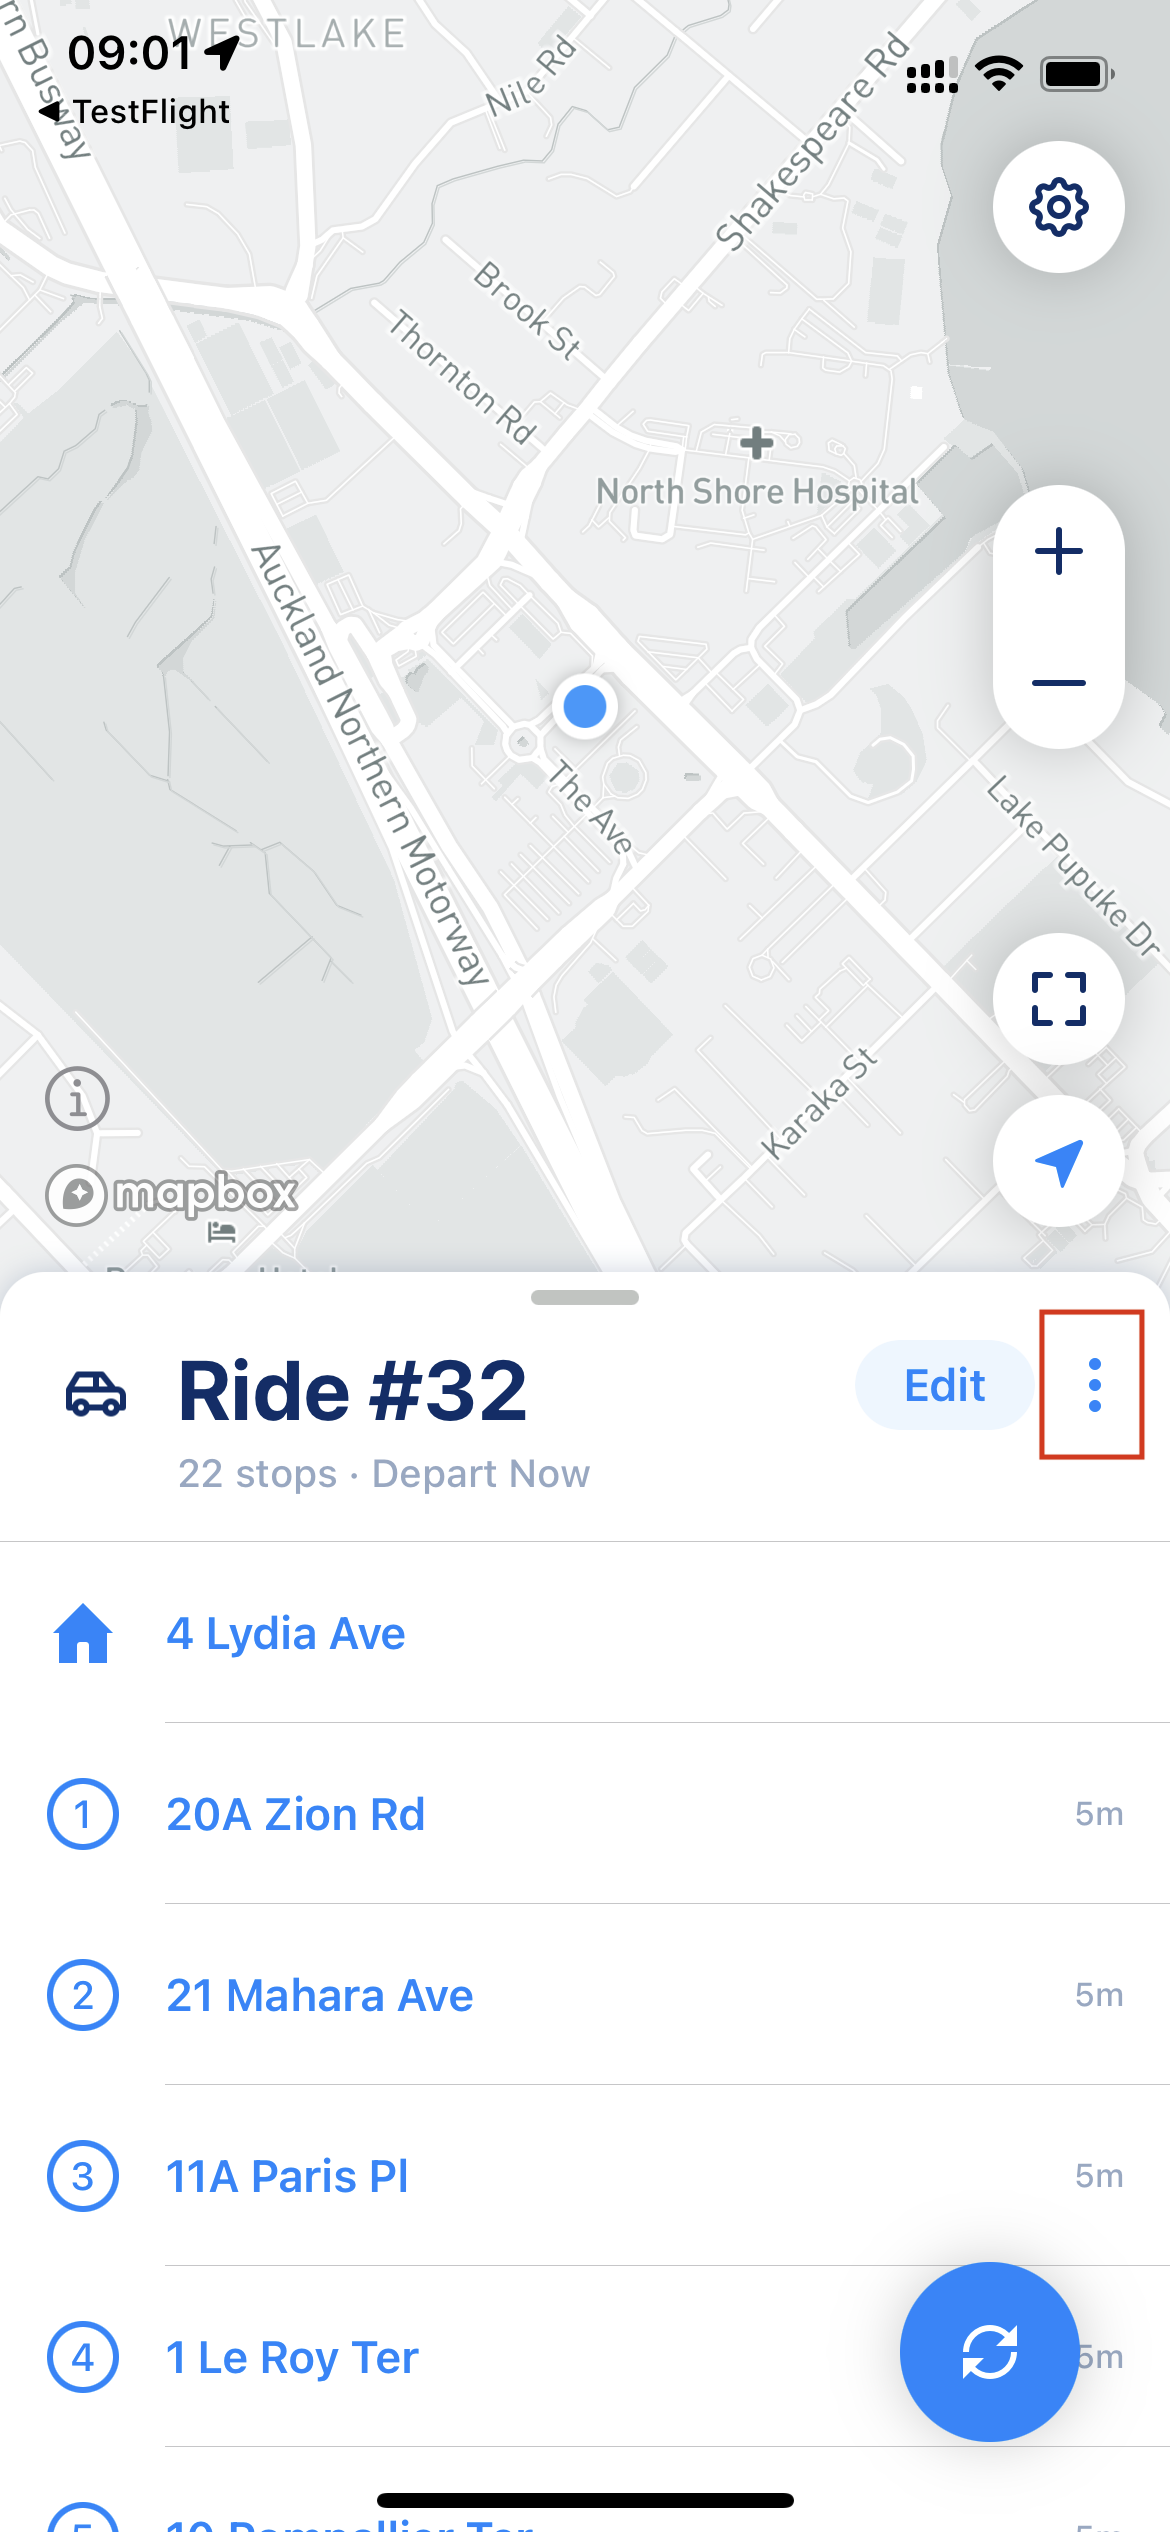 WESTLAKE
09:01
TestFlight
Nile Rd
Shakespeare Rd
Busway
Brook St
Thornton Rd
North Shore Hospital
Auckland Northern Motorway
The Ave
Lake Pupuke Dr
Karaka St
i
mapbox
Ride #32
Edit
22 stops · Depart Now
4 Lydia Ave
1 20A Zion Rd 5m
2 21 Mahara Ave 5m
3 11A Paris Pl 5m
4 1 Le Roy Ter 5m